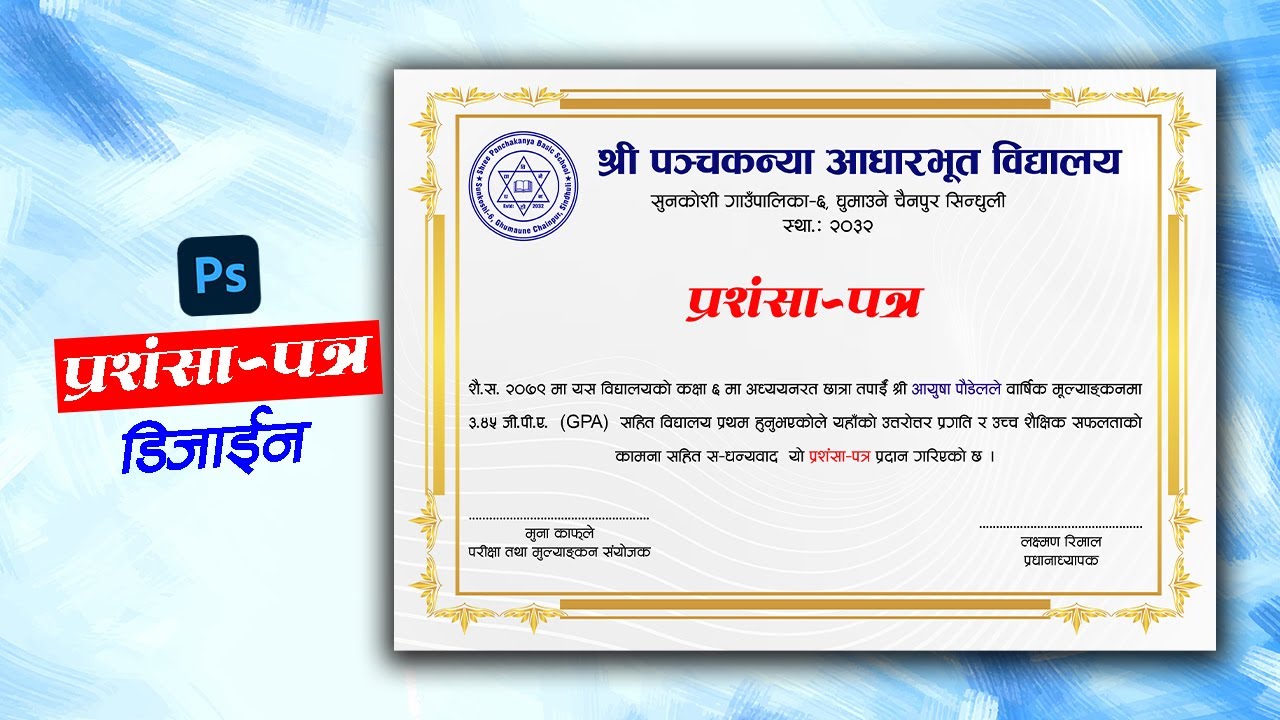 Ps
प्रशंसा-पत्र
डिजाईन
Shree Panchakanya Basic School
Sunkoshi-6, Ghumaune Chainpur, Sindhuli
Estd: 2032
श्री पञ्चकन्या आधारभूत विद्यालय
सुनकोशी गाउँपालिका-६, घुमाउने चैनपुर सिन्धुली
स्था.: २०३२
प्रशंसा-पत्र
शै.स. २०७९ मा यस विद्यालयको कक्षा ६ मा अध्ययनरत छात्रा तपाईँ श्री आयुषा पौडेलले वार्षिक मूल्याङ्कनमा
३.४५ जी.पी.ए. (GPA) सहित विद्यालय प्रथम हुनुभएकोले यहाँको उत्तरोत्तर प्रगति र उच्च शैक्षिक सफलताको
कामना सहित स-धन्यवाद यो प्रशंसा-पत्र प्रदान गरिएको छ ।
मुना काफ्ले
परीक्षा तथा मुल्याङ्कन संयोजक
लक्ष्मण रिमाल
प्रधानाध्यापक